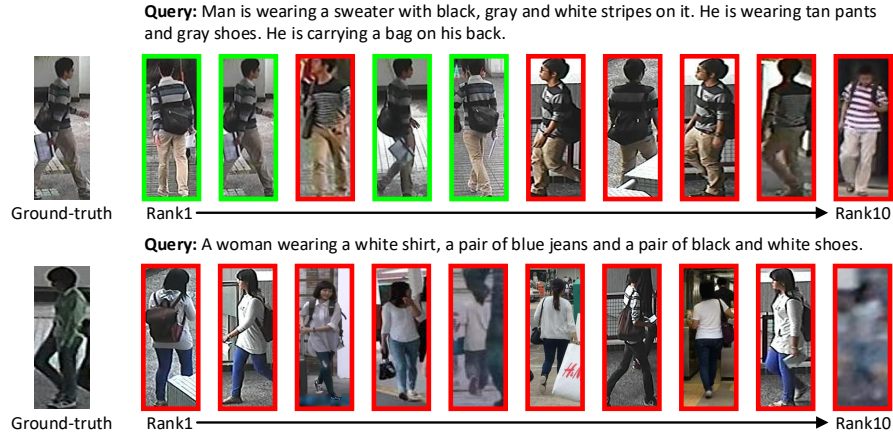 Query: Man is wearing a sweater with black, gray and white stripes on it. He is wearing tan pants
and gray shoes. He is carrying a bag on his back.
Ground-truth
Rank1
Rank10
Query: A woman wearing a white shirt, a pair of blue jeans and a pair of black and white shoes.
H&M
Ground-truth
Rank1
Rank10